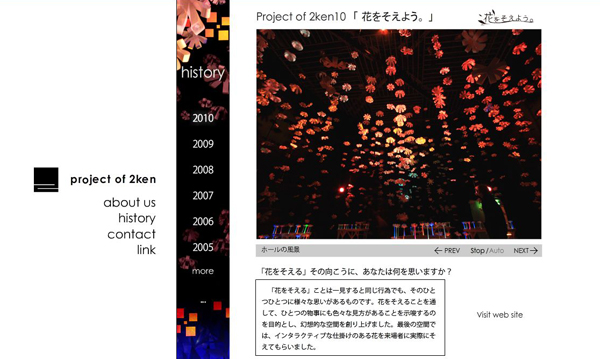 Project of 2ken10 「 花をそえよう。」
花をそえよう。
history
2010
2009
2008
2007
2006
2005
more
project of 2ken
about us
history
contact
link
ホールの風景
PREV
Stop / Auto
NEXT
「花をそえる」その向こうに、あなたは何を思いますか？
「花をそえる」ことは一見すると同じ行為でも、そのひと
つひとつに様々な思いがあるものです。花をそえることを通
して、ひとつの物事にも色々な見方があることを示唆するの
を目的とし、幻想的な空間を創り上げました。最後の空間で
は、インタラクティブな仕掛けのある花を来場者に実際にそ
えてもらいました。
Visit web site